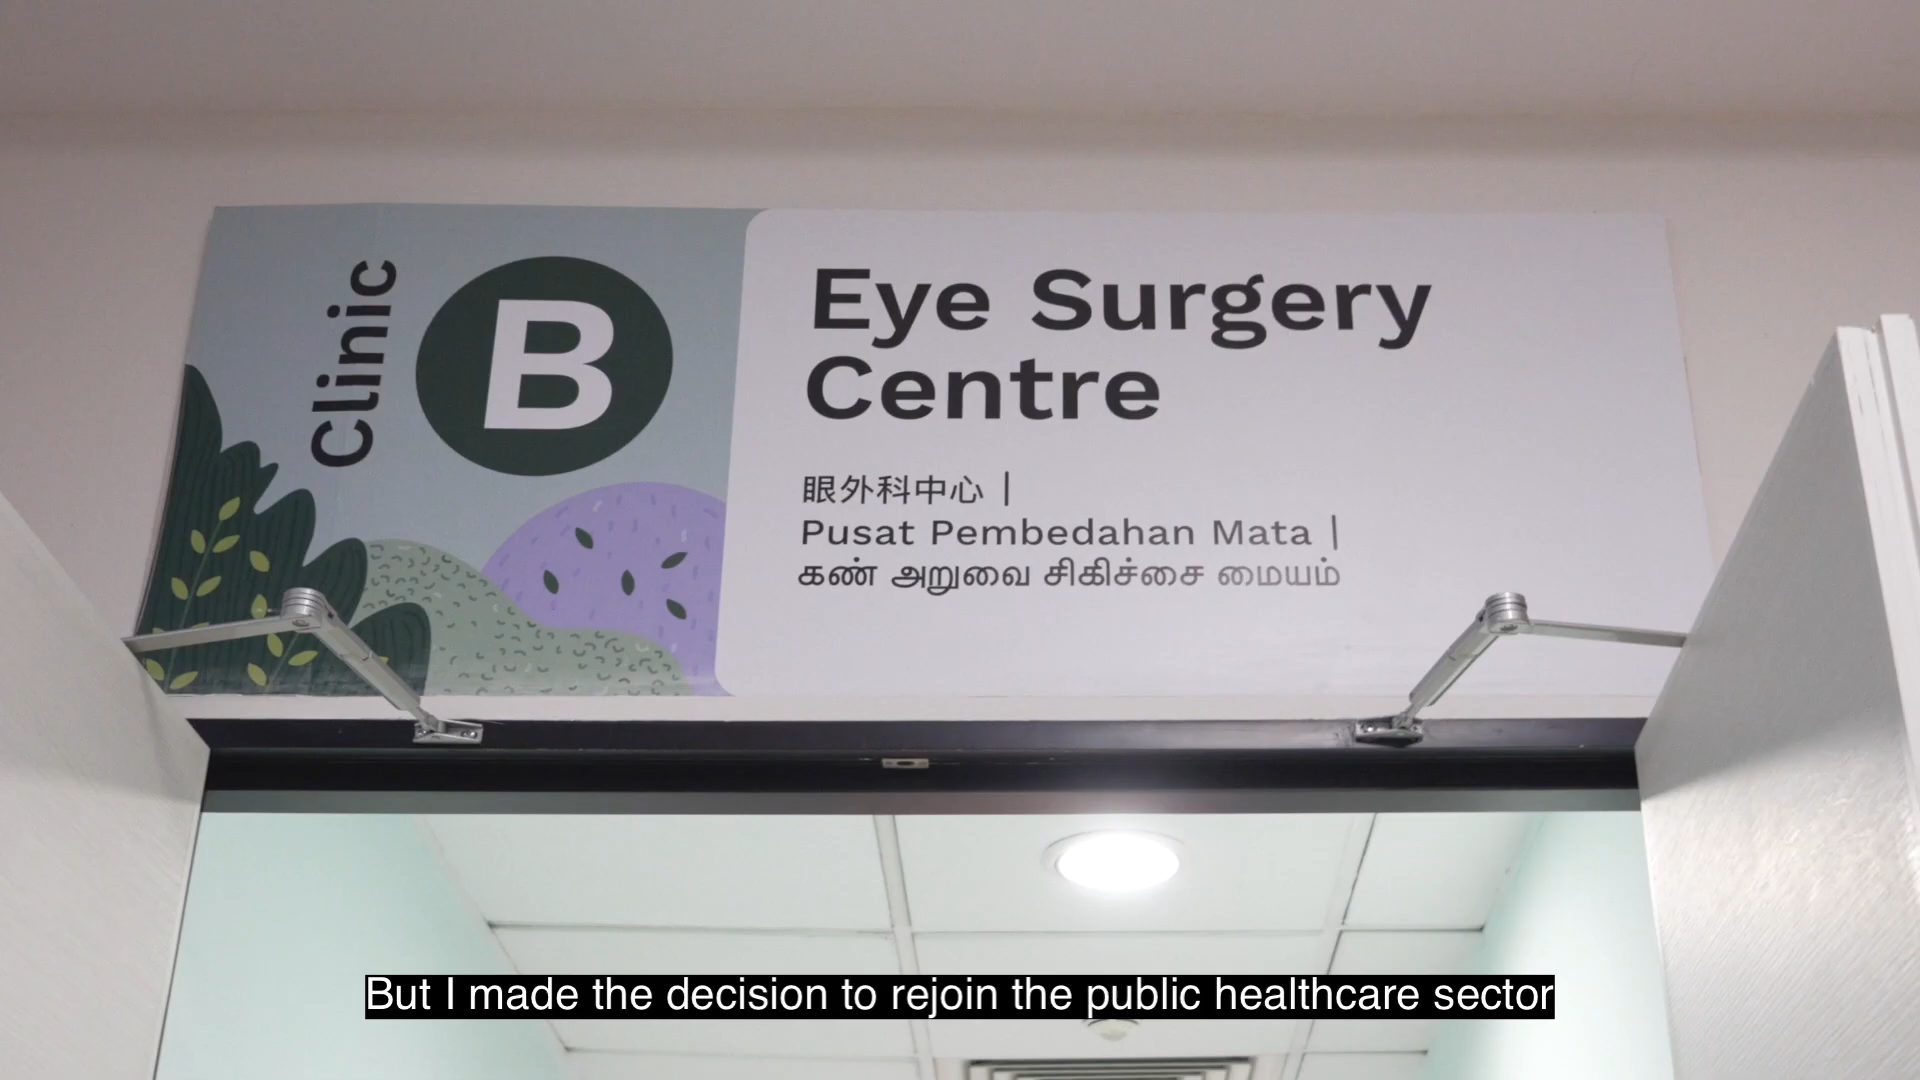 Clinic
B
Eye Surgery
Centre
眼外科中心 |
Pusat Pembedahan Mata |
கண் அறுவை சிகிச்சை மையம்
But I made the decision to rejoin the public healthcare sector